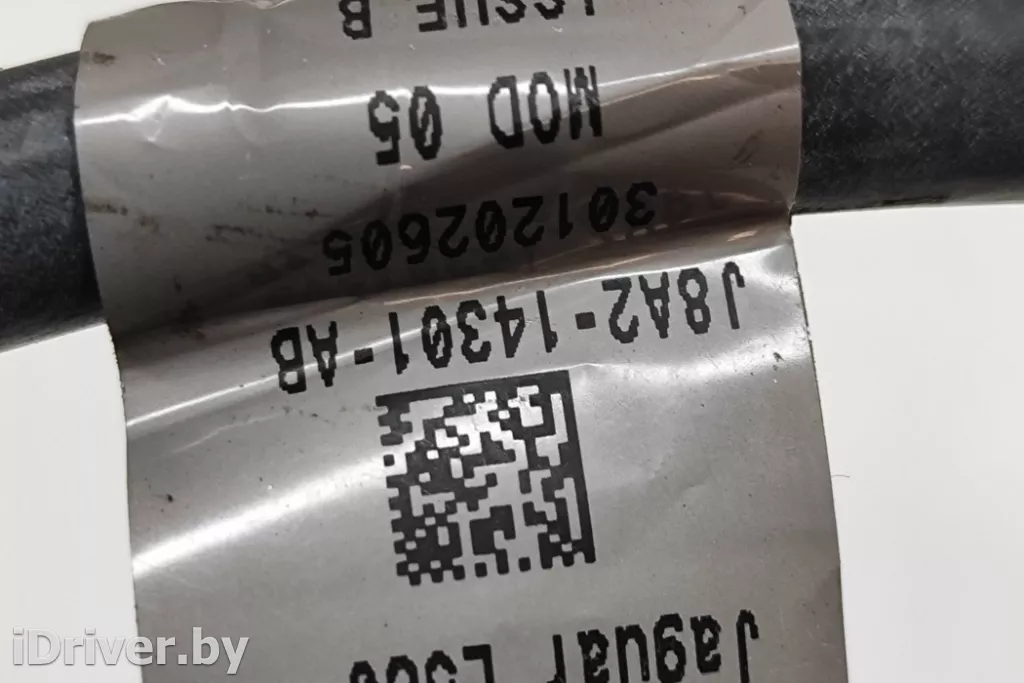 Jaguar
J8A2-14301-AB
301202605
MOD 05
ISSUE B
iDriver.by